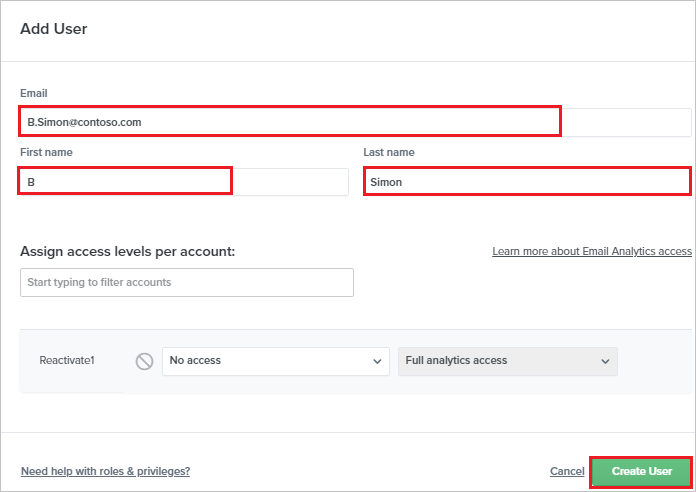 Add User
Email
B.Simon@contoso.com
First name Last name
B Simon
Assign access levels per account: Learn more about Email Analytics access
Start typing to filter accounts
Reactivate1 No access Full analytics access
Need help with roles & privileges? Cancel Create User